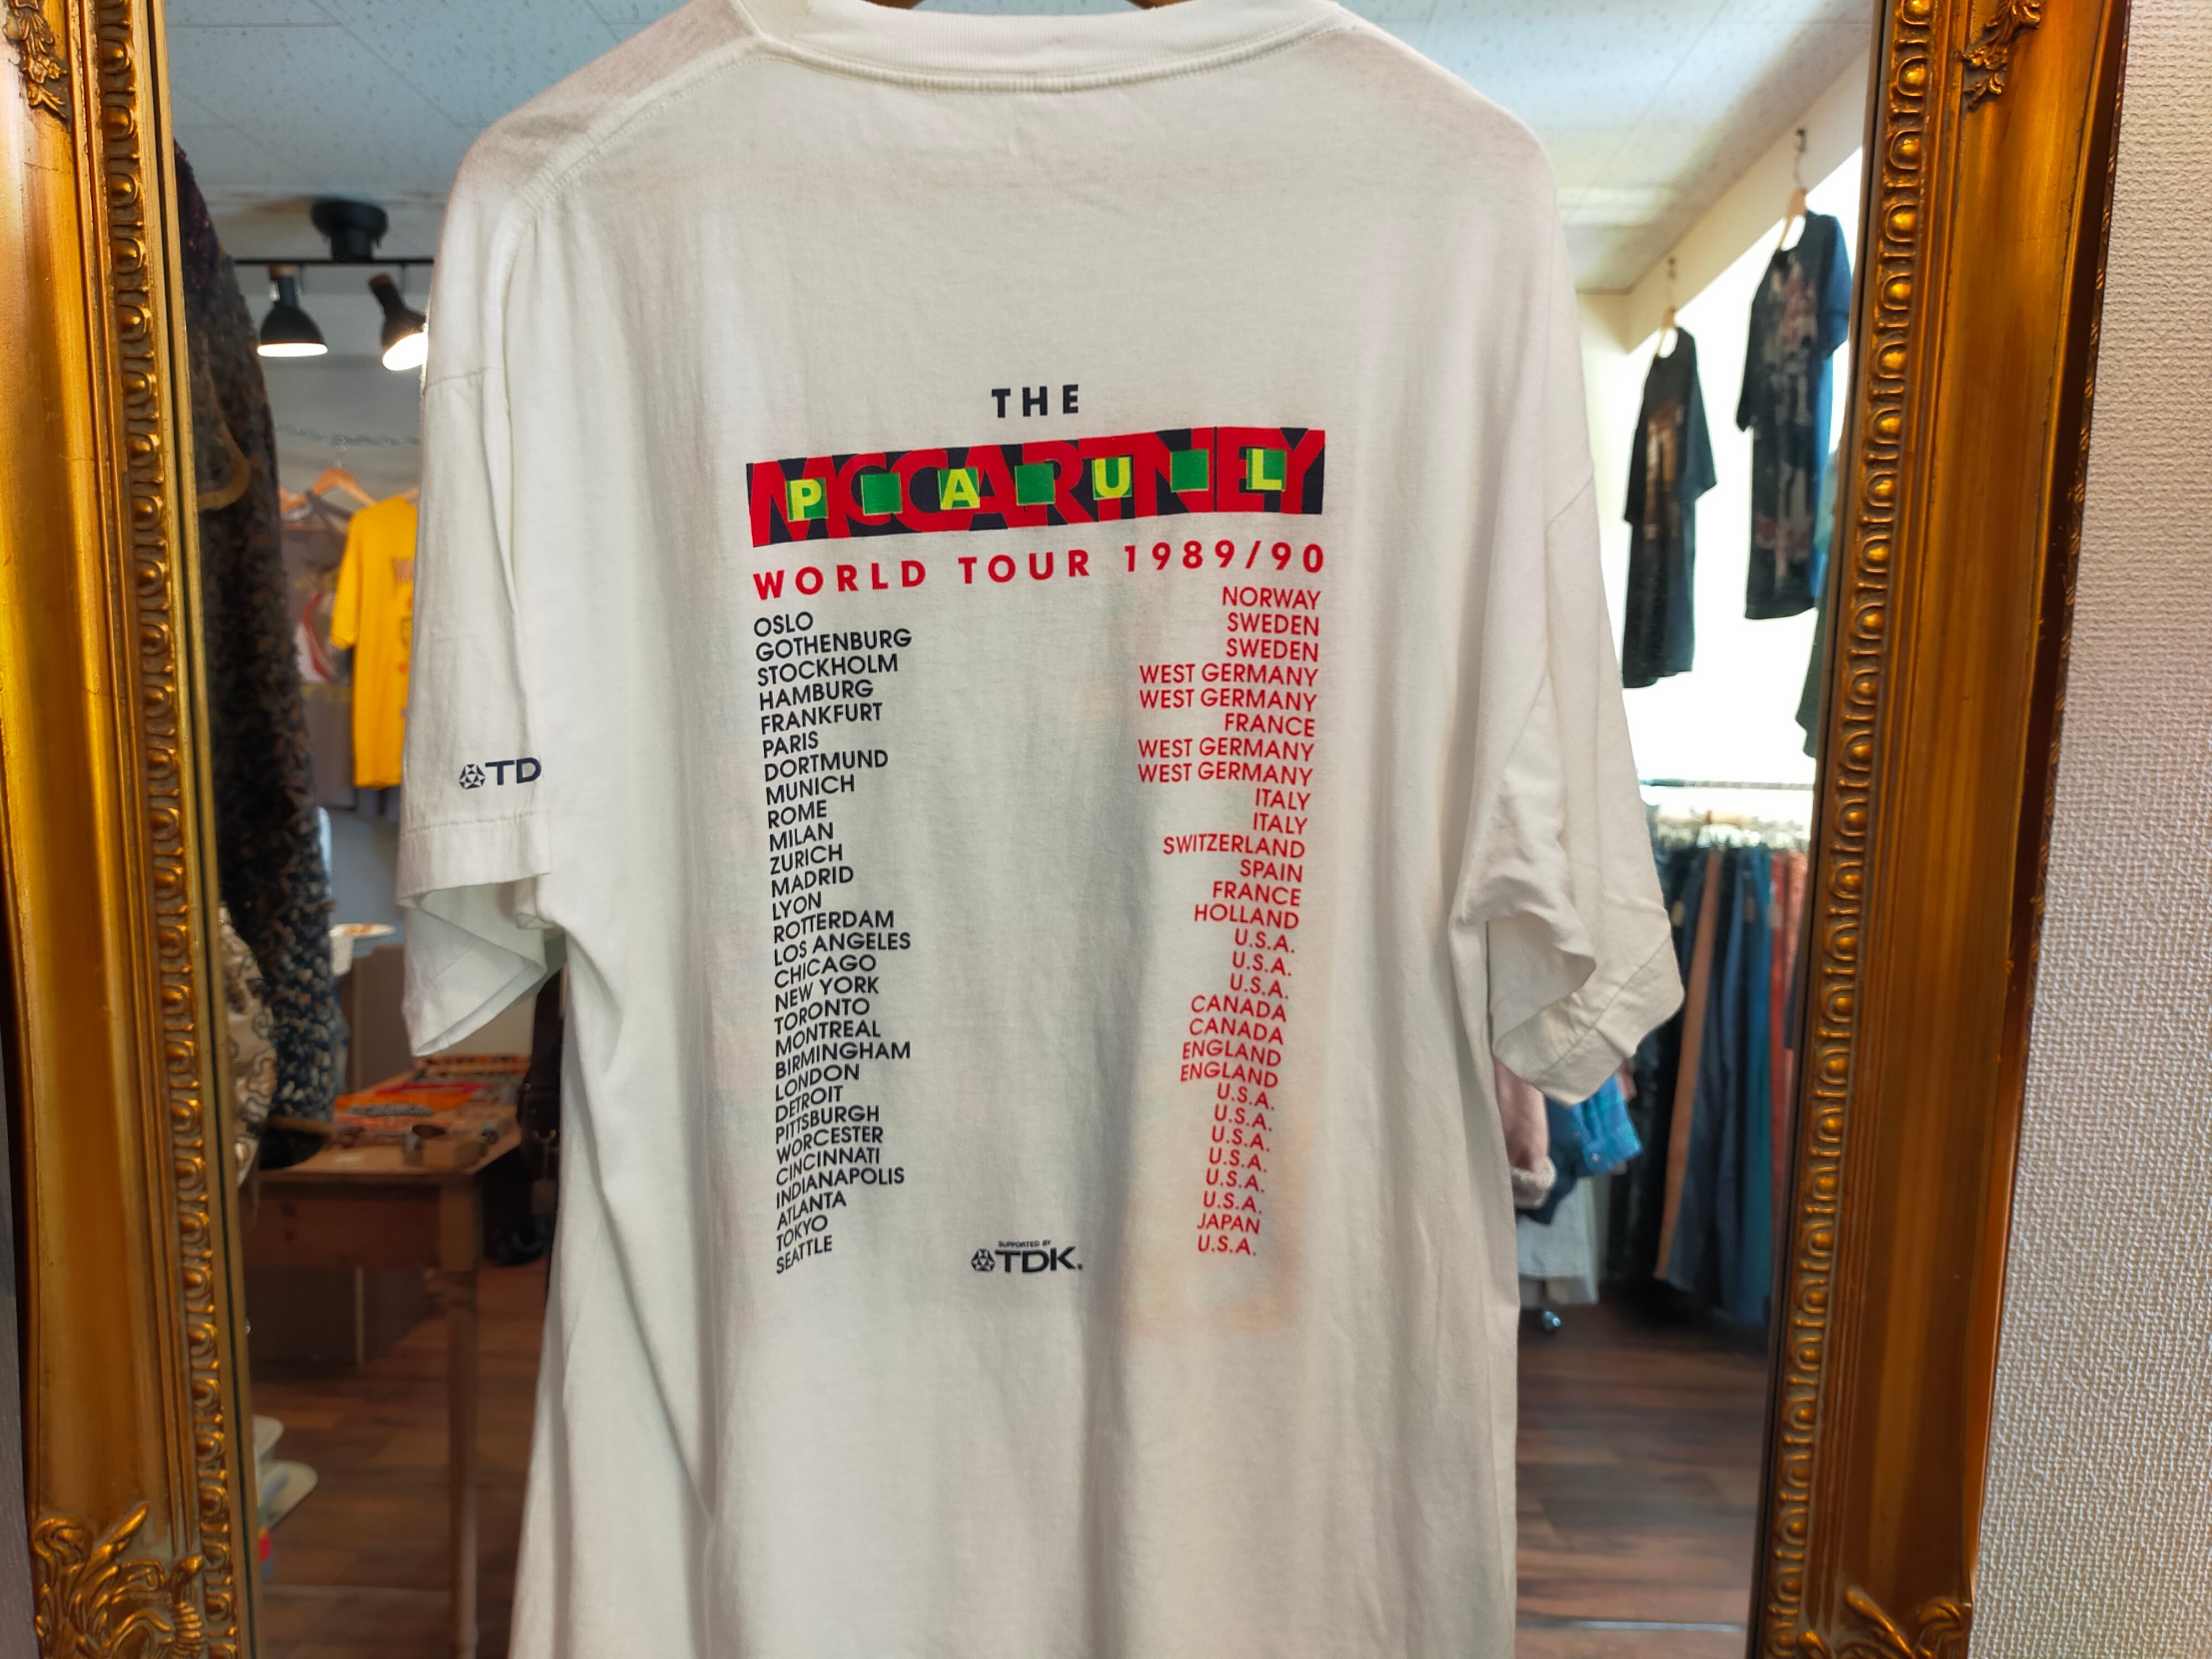 THE
MCCARTNEY
PAUL
WORLD TOUR 1989/90
OSLO NORWAY
GOTHENBURG SWEDEN
STOCKHOLM SWEDEN
HAMBURG WEST GERMANY
FRANKFURT WEST GERMANY
PARIS FRANCE
DORTMUND WEST GERMANY
MUNICH WEST GERMANY
ROME ITALY
MILAN ITALY
ZURICH SWITZERLAND
MADRID SPAIN
LYON FRANCE
ROTTERDAM HOLLAND
LOS ANGELES U.S.A.
CHICAGO U.S.A.
NEW YORK U.S.A.
TORONTO CANADA
MONTREAL CANADA
BIRMINGHAM ENGLAND
LONDON ENGLAND
DETROIT U.S.A.
PITTSBURGH U.S.A.
WORCESTER U.S.A.
CINCINNATI U.S.A.
INDIANAPOLIS U.S.A.
ATLANTA U.S.A.
TOKYO JAPAN
SEATTLE U.S.A.
SUPPORTED BY
TDK.
TD